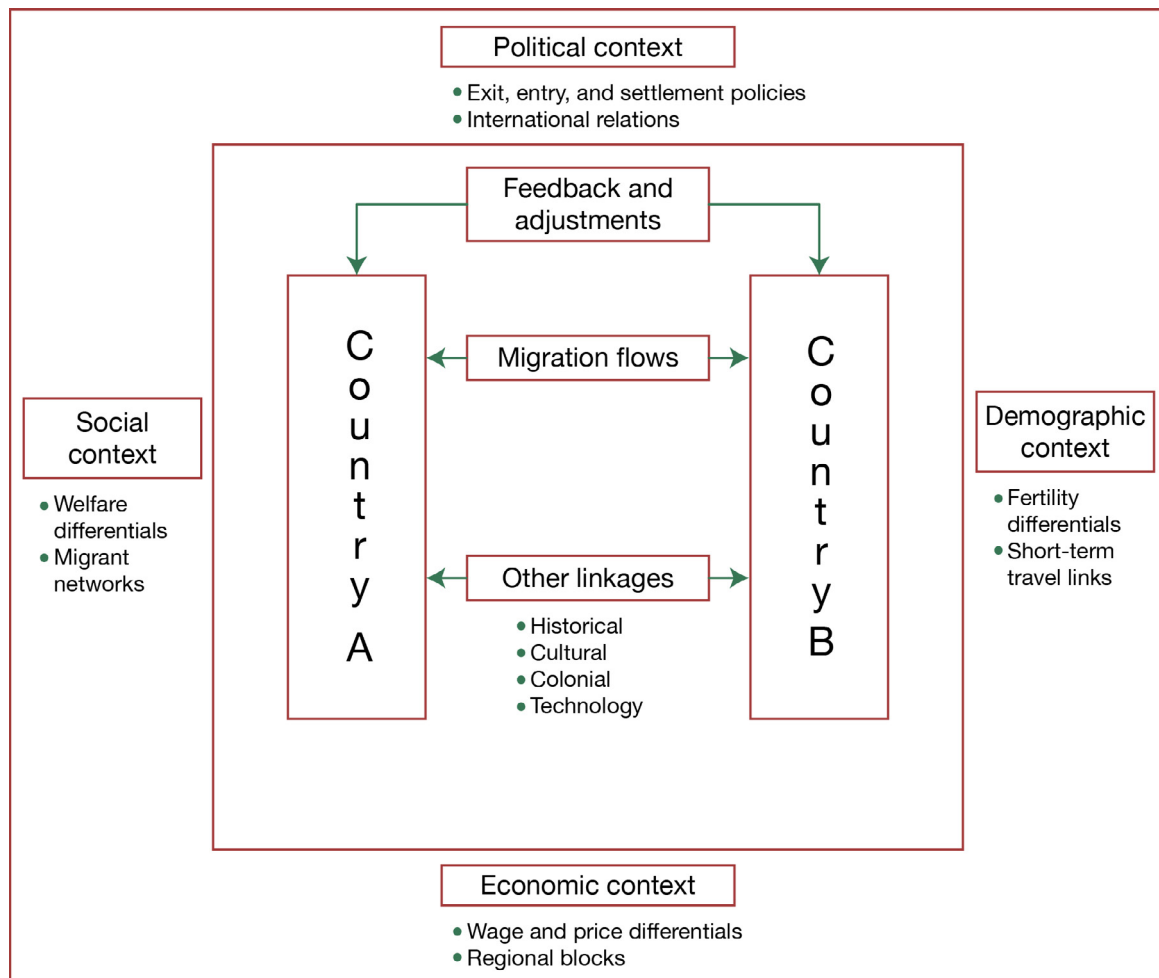 Political context
• Exit, entry, and settlement policies
• International relations
Feedback and
adjustments
Country A
Migration flows
Country B
Social
context
• Welfare
differentials
• Migrant
networks
Demographic
context
• Fertility
differentials
• Short-term
travel links
Other linkages
• Historical
• Cultural
• Colonial
• Technology
Economic context
• Wage and price differentials
• Regional blocks